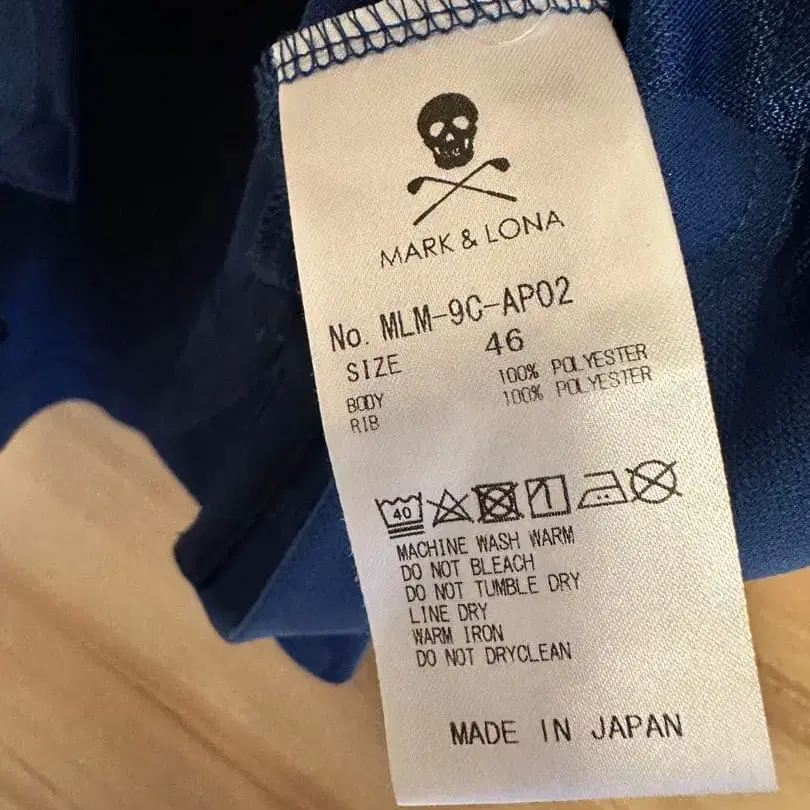 MARK & LONA
No. MLM-9C-AP02
SIZE 46
BODY 100% POLYESTER
RIB 100% POLYESTER
40
MACHINE WASH WARM
DO NOT BLEACH
DO NOT TUMBLE DRY
LINE DRY
WARM IRON
DO NOT DRYCLEAN
MADE IN JAPAN